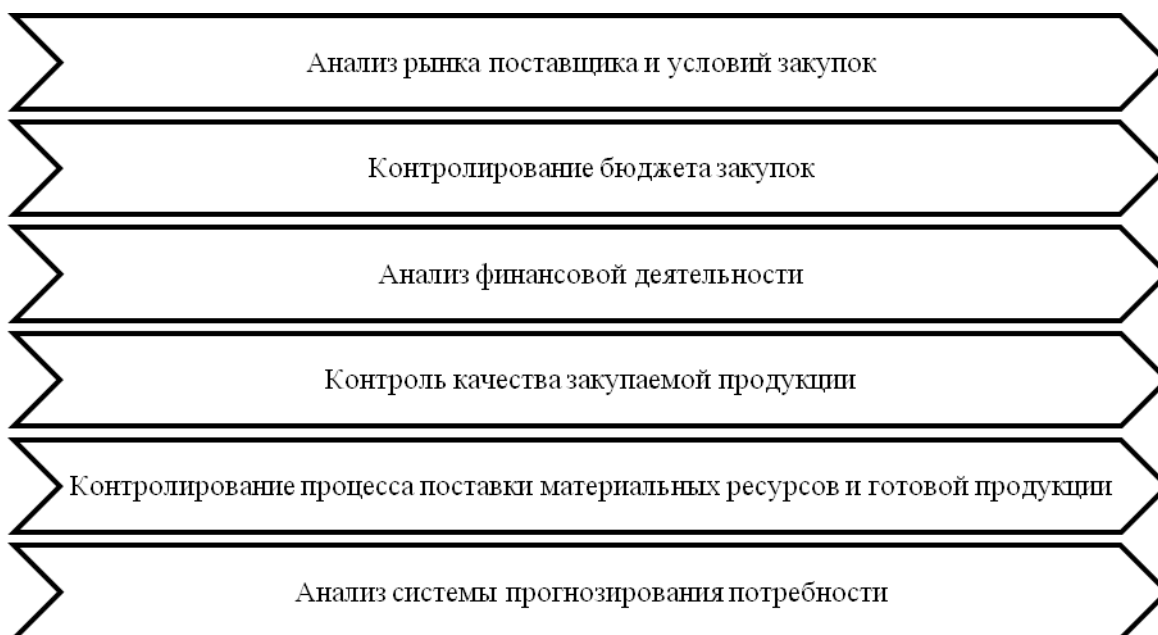 Анализ рынка поставщика и условий закупок
Контролирование бюджета закупок
Анализ финансовой деятельности
Контроль качества закупаемой продукции
Контролирование процесса поставки материальных ресурсов и готовой продукции
Анализ системы прогнозирования потребности